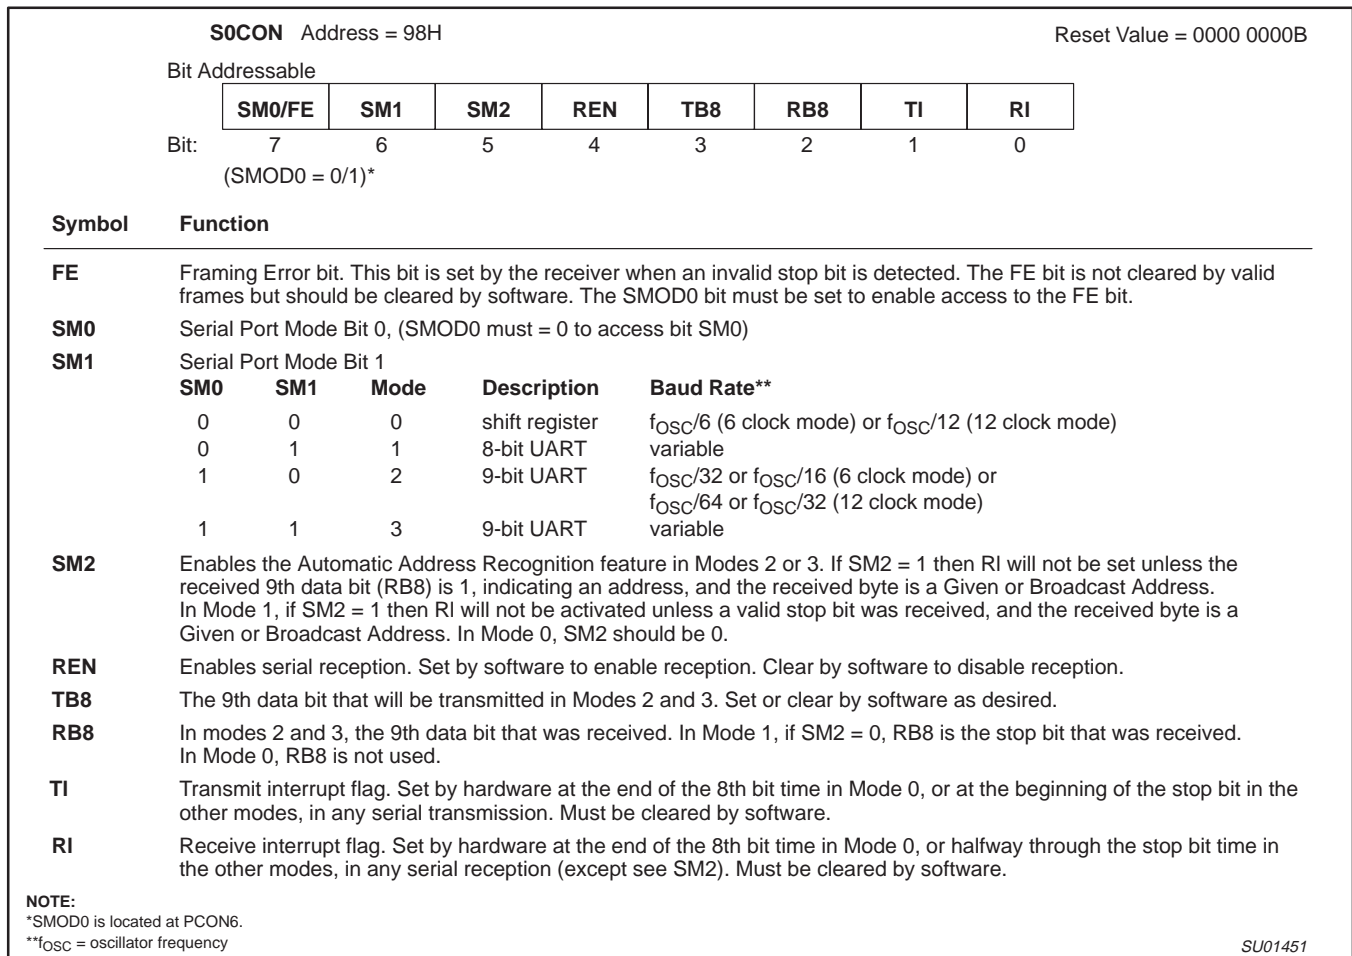 S0CON Address = 98H Reset Value = 0000 0000B
Bit Addressable
SM0/FE SM1 SM2 REN TB8 RB8 TI RI
Bit: 7 6 5 4 3 2 1 0
(SMOD0 = 0/1)*
Symbol Function
FE Framing Error bit. This bit is set by the receiver when an invalid stop bit is detected. The FE bit is not cleared by valid
frames but should be cleared by software. The SMOD0 bit must be set to enable access to the FE bit.
SM0 Serial Port Mode Bit 0, (SMOD0 must = 0 to access bit SM0)
SM1 Serial Port Mode Bit 1
SM0 SM1 Mode Description Baud Rate**
0 0 0 shift register fOSC/6 (6 clock mode) or fOSC/12 (12 clock mode)
0 1 1 8-bit UART variable
1 0 2 9-bit UART fOSC/32 or fOSC/16 (6 clock mode) or
fOSC/64 or fOSC/32 (12 clock mode)
1 1 3 9-bit UART variable
SM2 Enables the Automatic Address Recognition feature in Modes 2 or 3. If SM2 = 1 then RI will not be set unless the
received 9th data bit (RB8) is 1, indicating an address, and the received byte is a Given or Broadcast Address.
In Mode 1, if SM2 = 1 then RI will not be activated unless a valid stop bit was received, and the received byte is a
Given or Broadcast Address. In Mode 0, SM2 should be 0.
REN Enables serial reception. Set by software to enable reception. Clear by software to disable reception.
TB8 The 9th data bit that will be transmitted in Modes 2 and 3. Set or clear by software as desired.
RB8 In modes 2 and 3, the 9th data bit that was received. In Mode 1, if SM2 = 0, RB8 is the stop bit that was received.
In Mode 0, RB8 is not used.
TI Transmit interrupt flag. Set by hardware at the end of the 8th bit time in Mode 0, or at the beginning of the stop bit in the
other modes, in any serial transmission. Must be cleared by software.
RI Receive interrupt flag. Set by hardware at the end of the 8th bit time in Mode 0, or halfway through the stop bit time in
the other modes, in any serial reception (except see SM2). Must be cleared by software.
NOTE:
*SMOD0 is located at PCON6.
**fOSC = oscillator frequency
SU01451